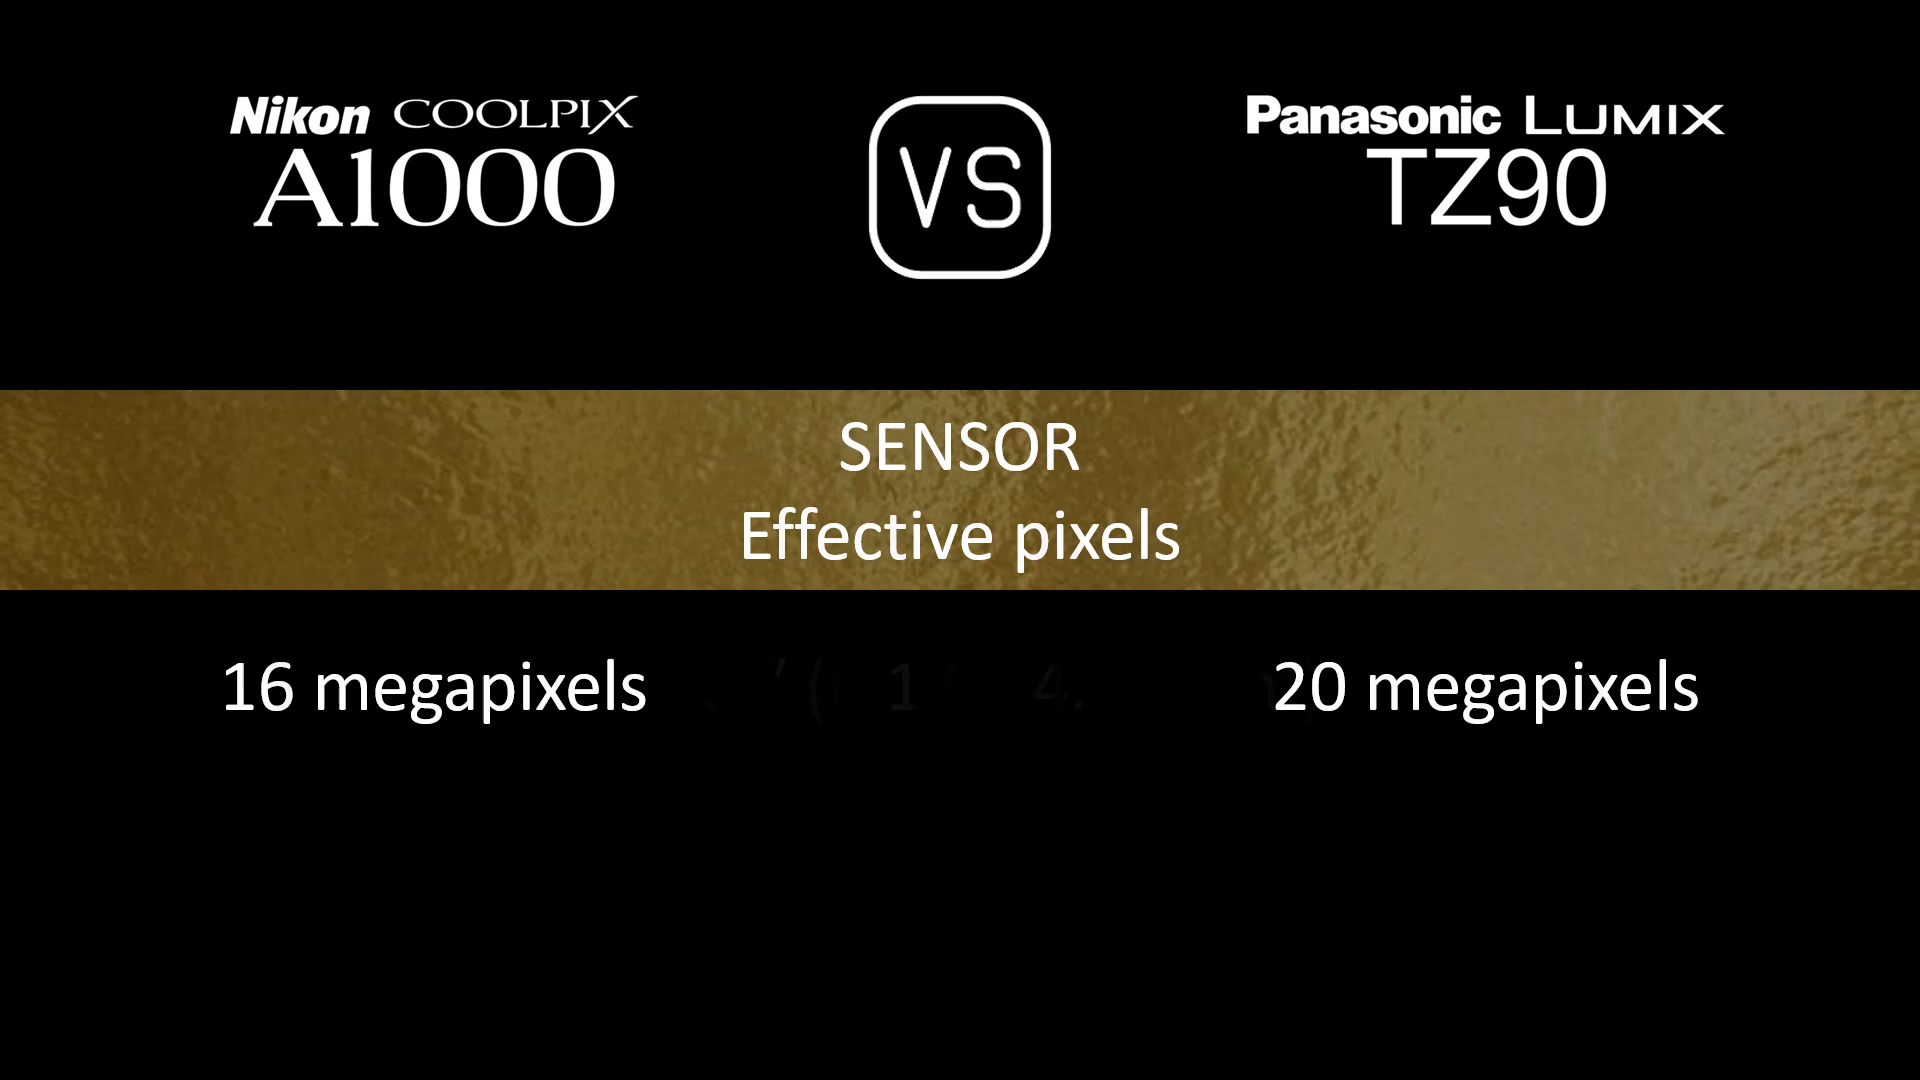 Nikon COOLPIX
A1000
VS
Panasonic LUMIX
TZ90
SENSOR
Effective pixels
16 megapixels
20 megapixels